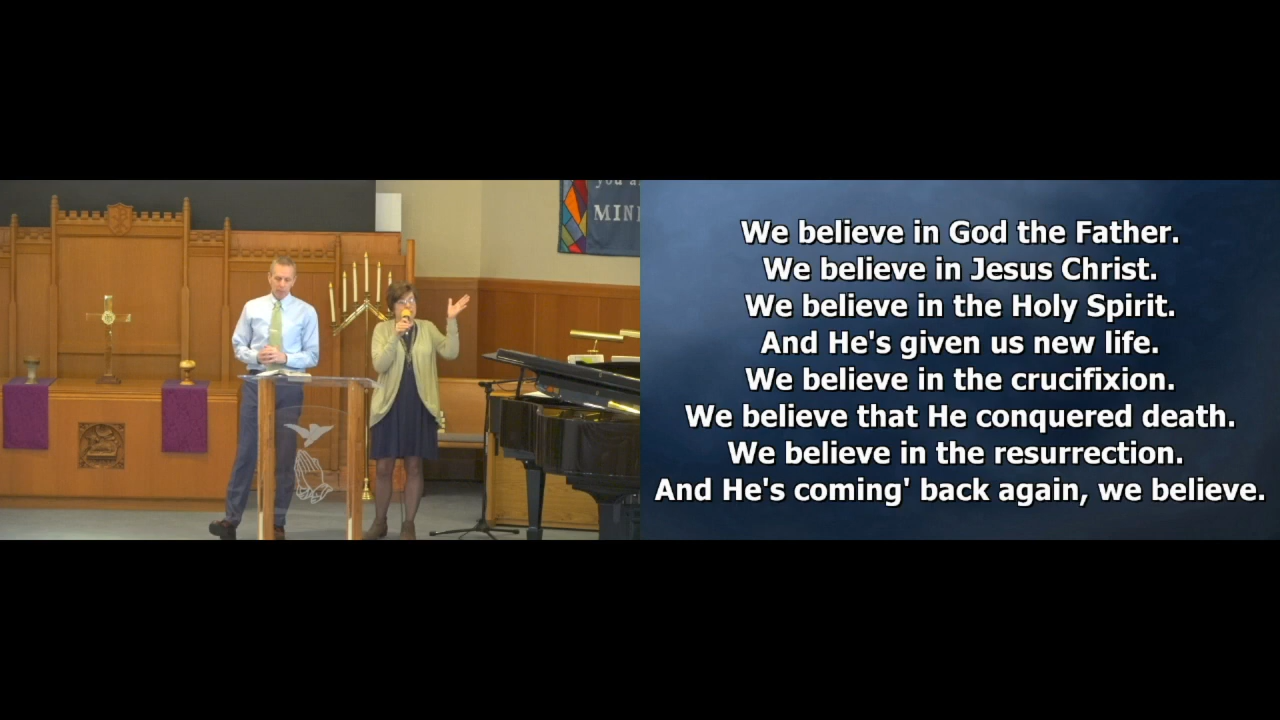 you a
MINI
We believe in God the Father.
We believe in Jesus Christ.
We believe in the Holy Spirit.
And He's given us new life.
We believe in the crucifixion.
We believe that He conquered death.
We believe in the resurrection.
And He's coming' back again, we believe.